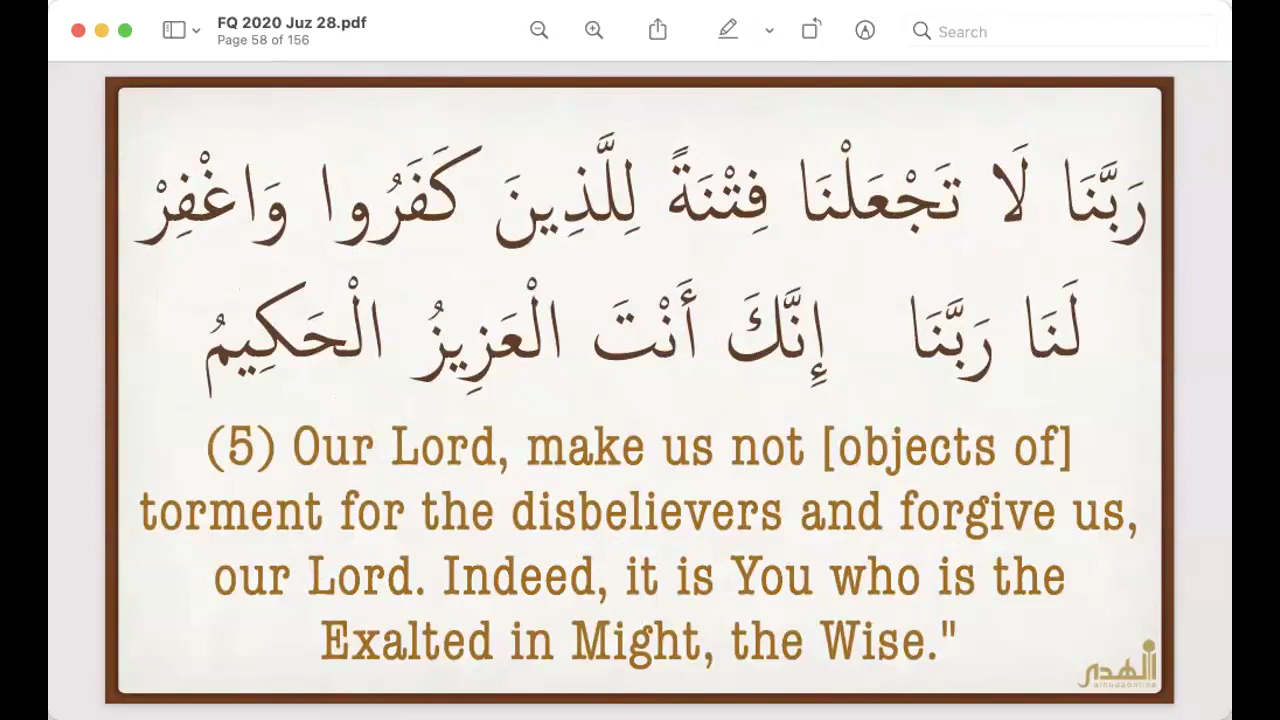 FQ 2020 Juz 28.pdf
Page 58 of 156
Search
رَبَّنَا لَا تَجْعَلْنَا فِتْنَةً لِلَّذِينَ كَفَرُوا وَاغْفِرْ
لَنَا رَبَّنَا إِنَّكَ أَنْتَ الْعَزِيزُ الْحَكِيمُ
(5) Our Lord, make us not [objects of]
torment for the disbelievers and forgive us,
our Lord. Indeed, it is You who is the
Exalted in Might, the Wise."
الهدى
alhudaonline